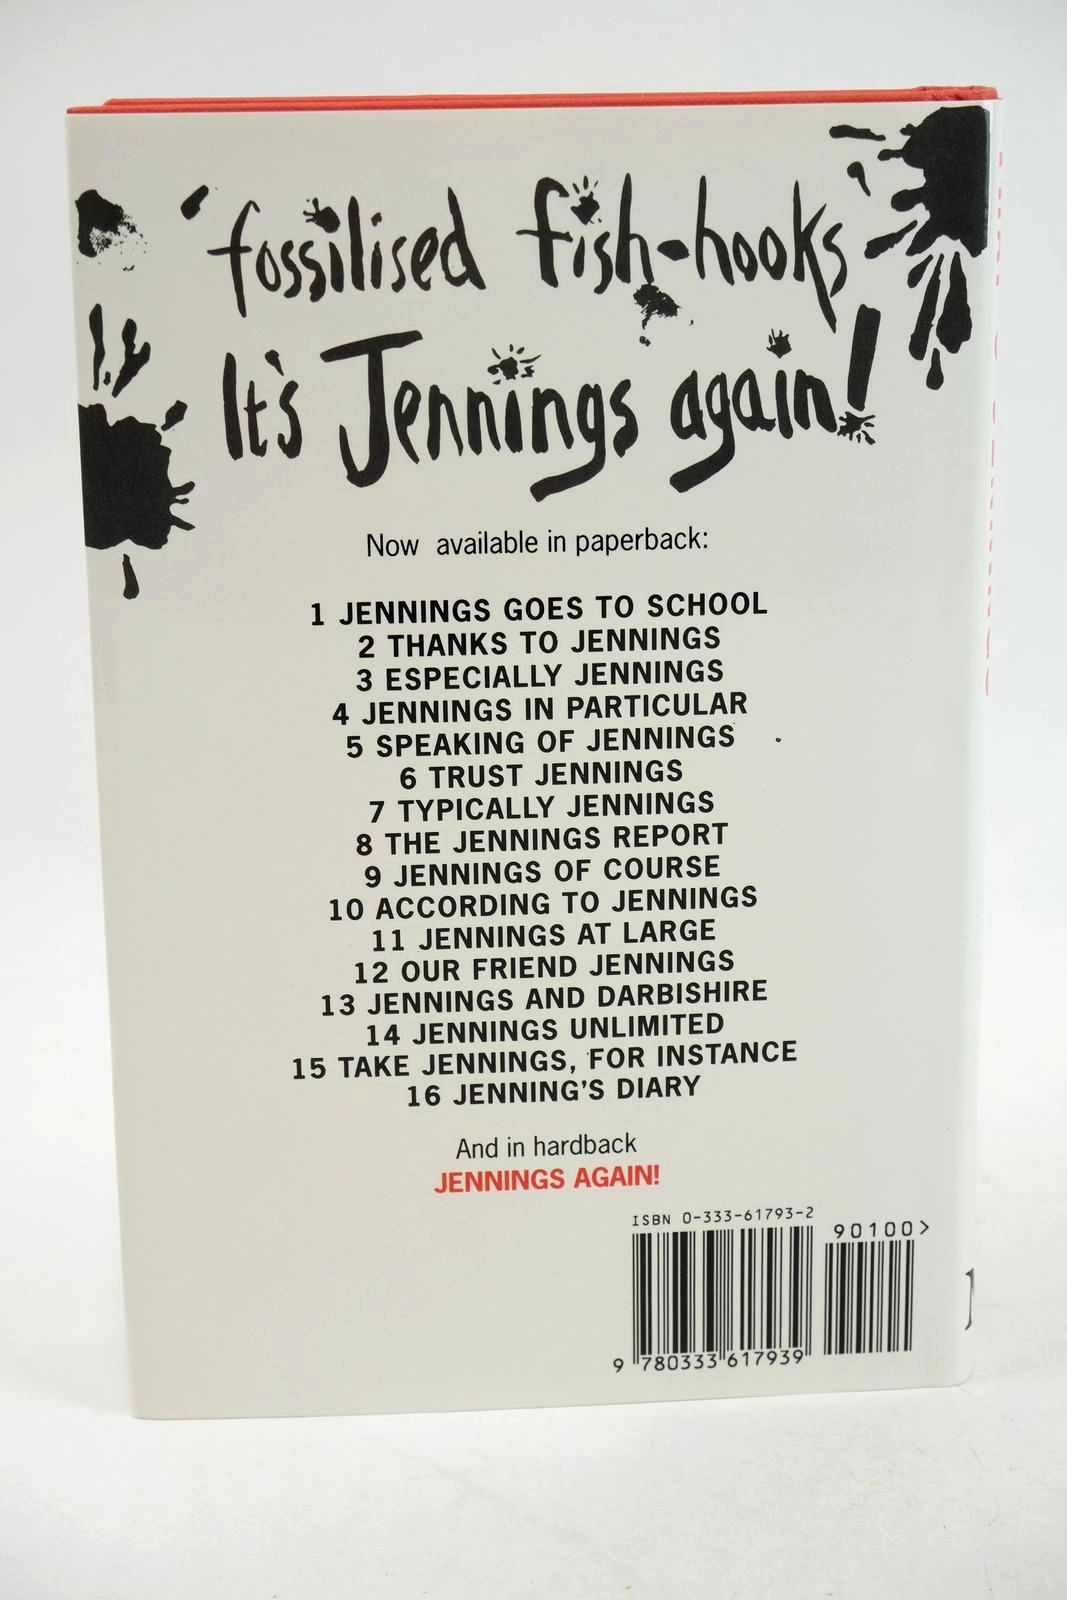 'fossilised fish-hooks
It's Jennings again!
Now available in paperback:
1 JENNINGS GOES TO SCHOOL
2 THANKS TO JENNINGS
3 ESPECIALLY JENNINGS
4 JENNINGS IN PARTICULAR
5 SPEAKING OF JENNINGS
6 TRUST JENNINGS
7 TYPICALLY JENNINGS
8 THE JENNINGS REPORT
9 JENNINGS OF COURSE
10 ACCORDING TO JENNINGS
11 JENNINGS AT LARGE
12 OUR FRIEND JENNINGS
13 JENNINGS AND DARBISHIRE
14 JENNINGS UNLIMITED
15 TAKE JENNINGS, FOR INSTANCE
16 JENNING'S DIARY
And in hardback
JENNINGS AGAIN!
ISBN 0-333-61793-2
90100>
9 780333 617939